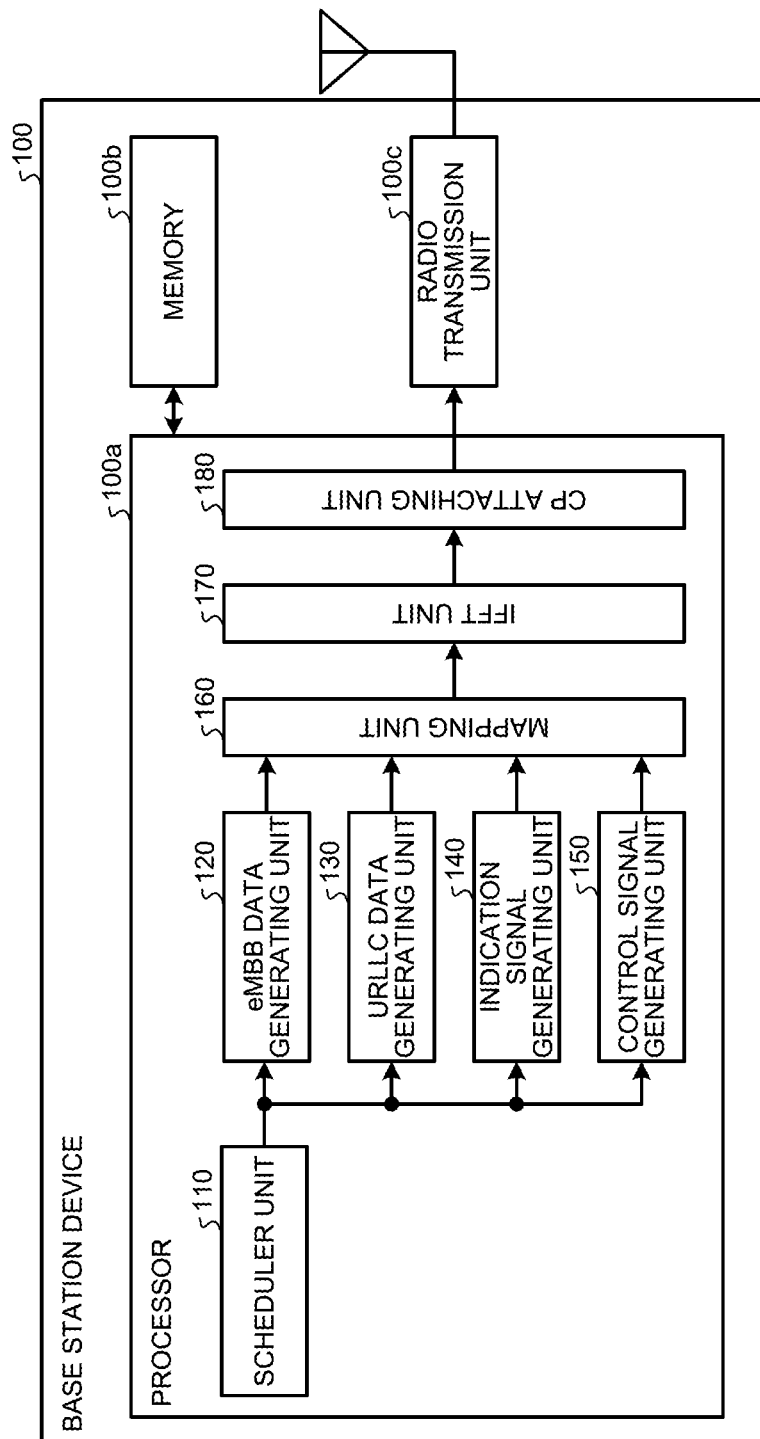 BASE STATION DEVICE
100
PROCESSOR
100a
SCHEDULER UNIT
110
eMBB DATA
GENERATING UNIT
120
URLLC DATA
GENERATING UNIT
130
INDICATION
SIGNAL
GENERATING UNIT
140
CONTROL SIGNAL
GENERATING UNIT
150
MAPPING UNIT
160
IFFT UNIT
170
CP ATTACHING UNIT
180
MEMORY
100b
RADIO
TRANSMISSION
UNIT
100c